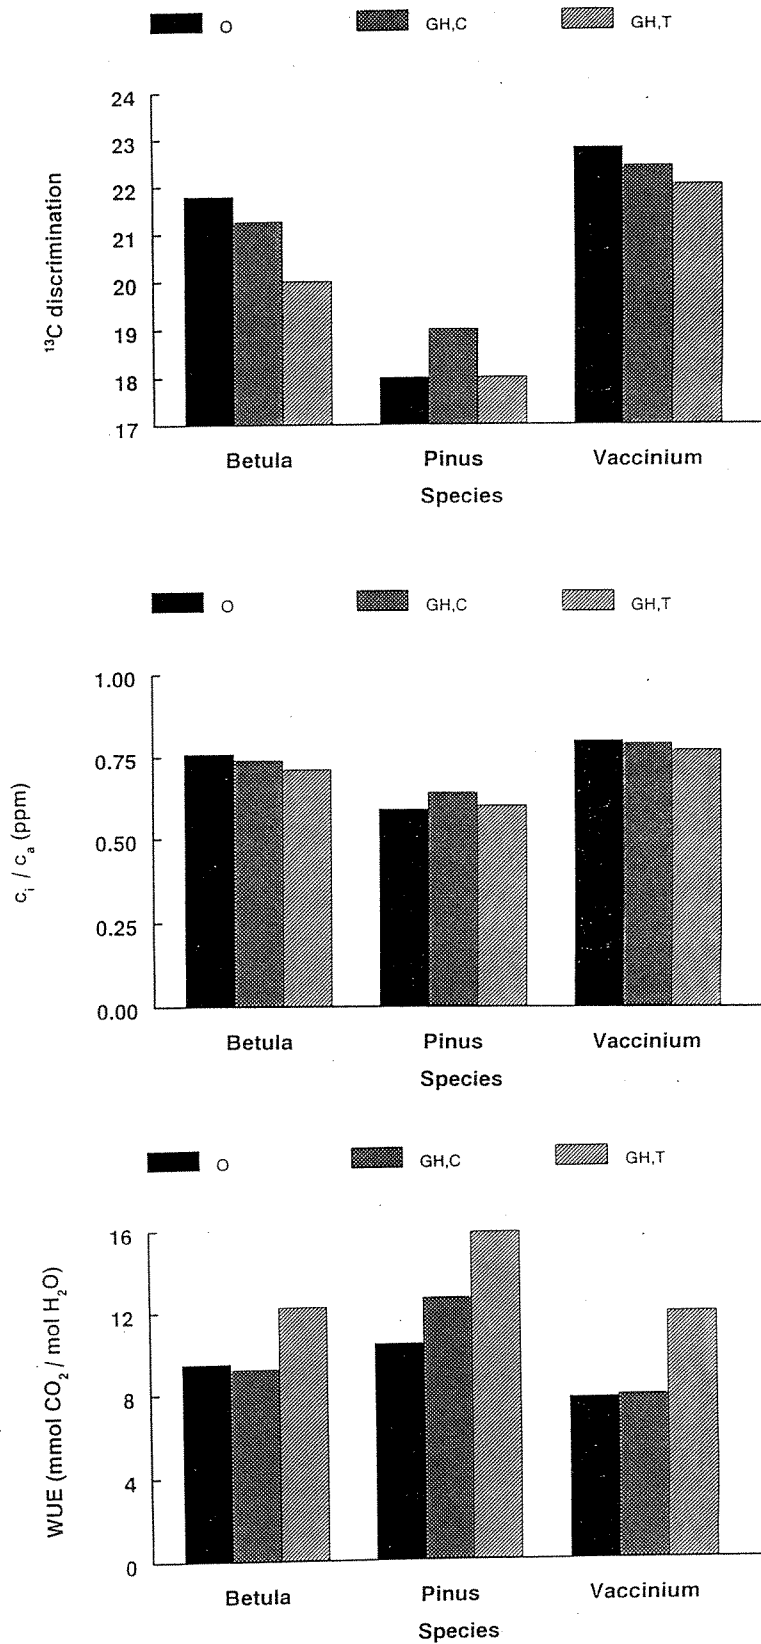 O GH,C GH,T
24
23
22
21
20
19
18
17
¹³C discrimination
Betula Pinus Vaccinium
Species
O GH,C GH,T
1.00
0.75
0.50
0.25
0.00
cᵢ / cₐ (ppm)
Betula Pinus Vaccinium
Species
O GH,C GH,T
16
12
8
4
0
WUE (mmol CO₂ / mol H₂O)
Betula Pinus Vaccinium
Species